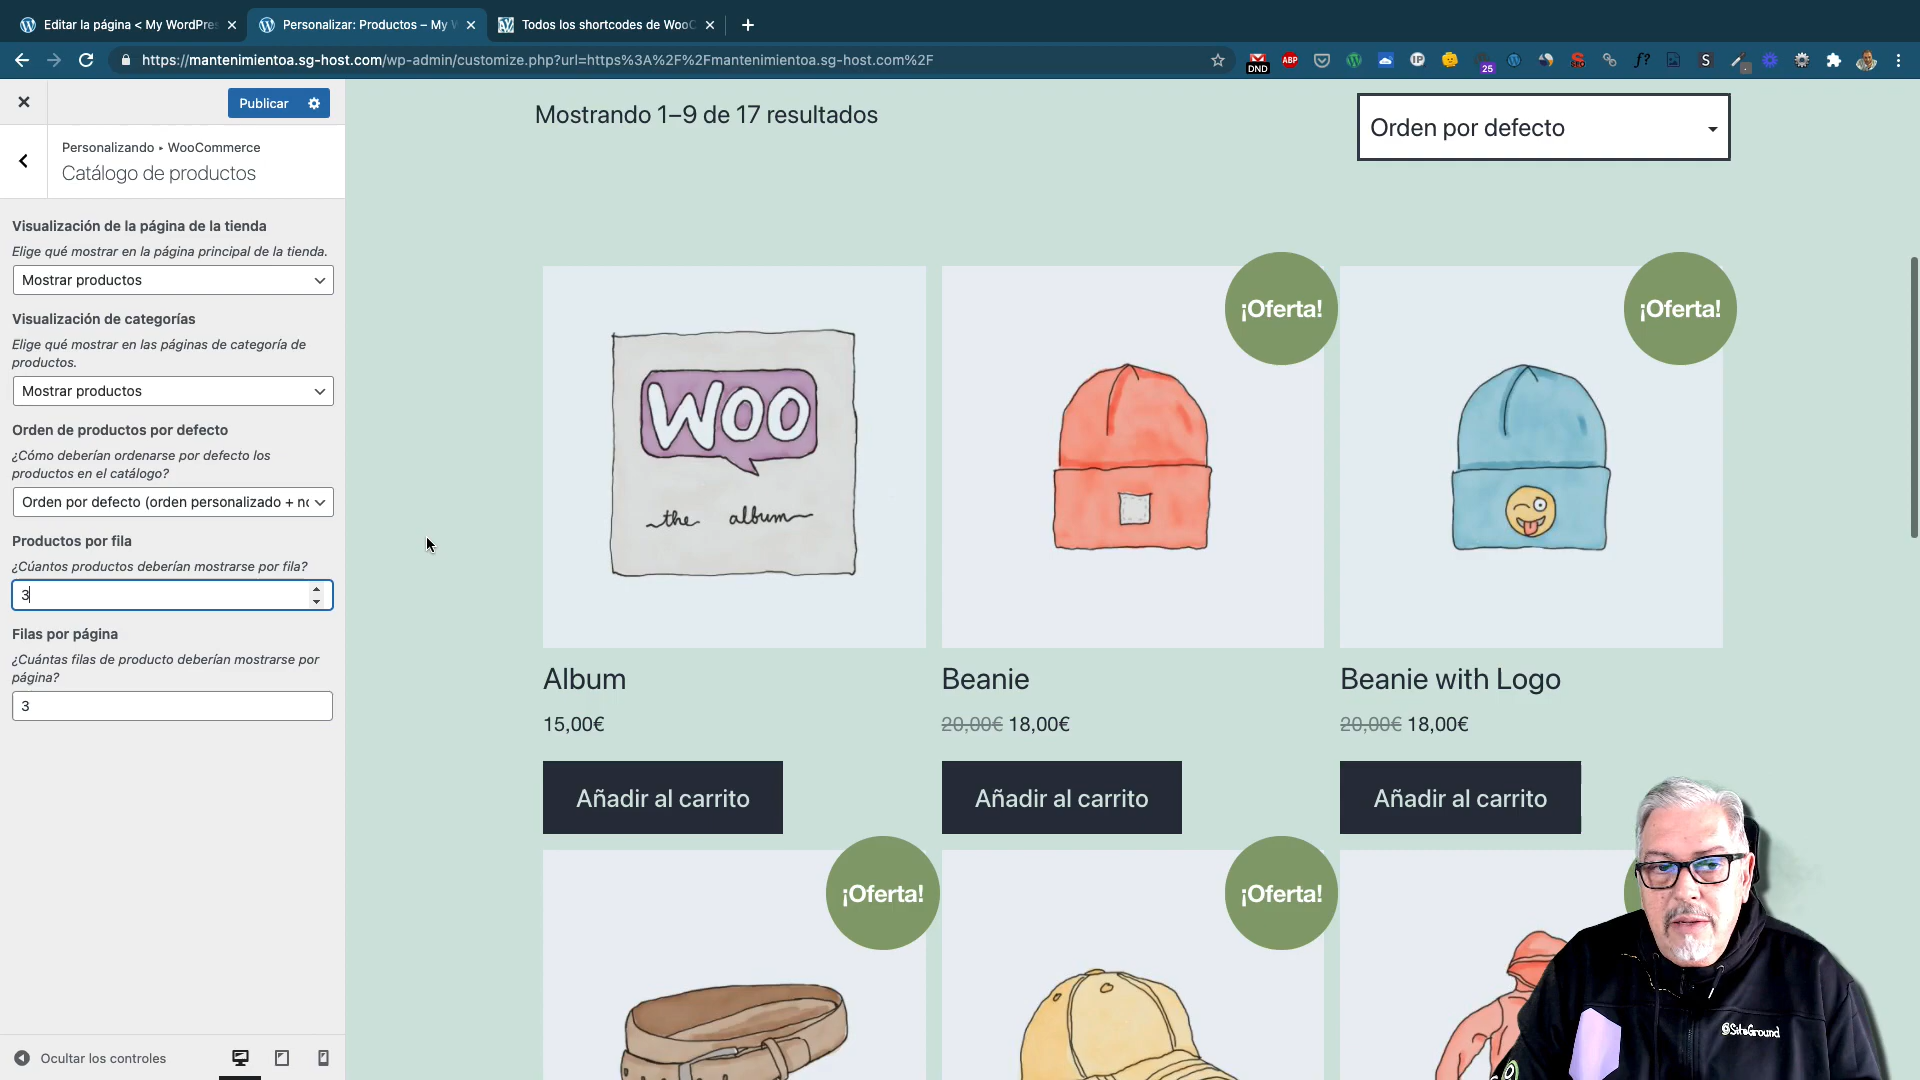 Editar la página < My WordPre
Personalizar: Productos – My W
Todos los shortcodes de WooC
https://mantenimientoa.sg-host.com/wp-admin/customize.php?url=https%3A%2F%2Fmantenimientoa.sg-host.com%2F
DND
ABP
25
Publicar
Personalizando ▸ WooCommerce
Catálogo de productos
Visualización de la página de la tienda
Elige qué mostrar en la página principal de la tienda.
Mostrar productos
Visualización de categorías
Elige qué mostrar en las páginas de categoría de
productos.
Mostrar productos
Orden de productos por defecto
¿Cómo deberían ordenarse por defecto los
productos en el catálogo?
Orden por defecto (orden personalizado + no
Productos por fila
¿Cúantos productos deberían mostrarse por fila?
3
Filas por página
¿Cuántas filas de producto deberían mostrarse por
página?
3
Ocultar los controles
Mostrando 1–9 de 17 resultados
Orden por defecto
¡Oferta!
¡Oferta!
WOO
the album
Album
Beanie
Beanie with Logo
15,00€
20,00€ 18,00€
20,00€ 18,00€
Añadir al carrito
Añadir al carrito
Añadir al carrito
¡Oferta!
¡Oferta!
@SiteGround